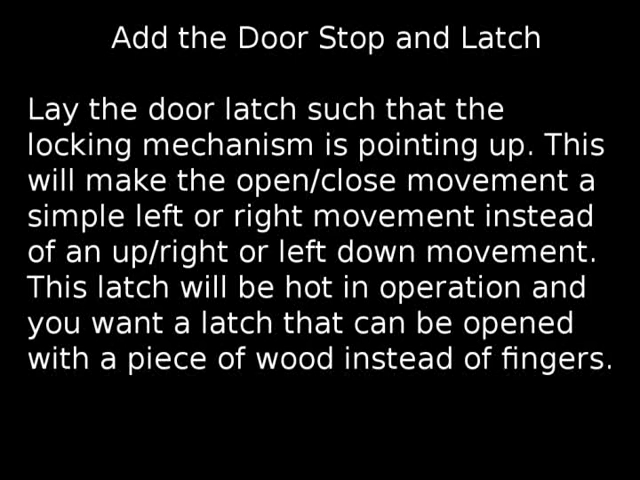 Add the Door Stop and Latch
Lay the door latch such that the
locking mechanism is pointing up. This
will make the open/close movement a
simple left or right movement instead
of an up/right or left down movement.
This latch will be hot in operation and
you want a latch that can be opened
with a piece of wood instead of fingers.